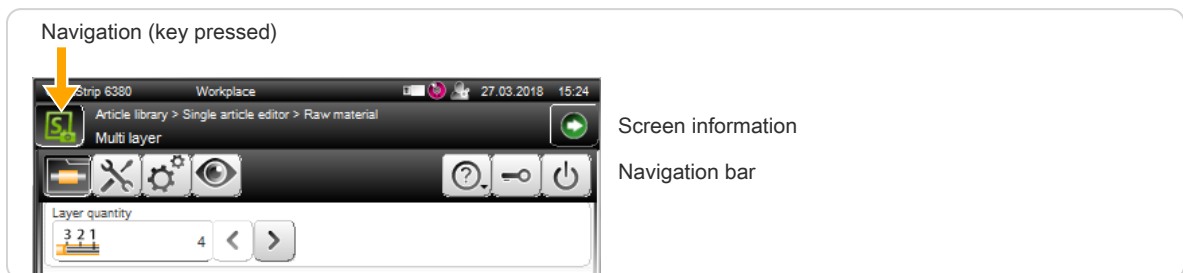 Navigation (key pressed)
Strip 6380 Workplace 27.03.2018 15:24
Article library > Single article editor > Raw material
Multi layer
S
Screen information
?
Navigation bar
Layer quantity
3 2 1 4